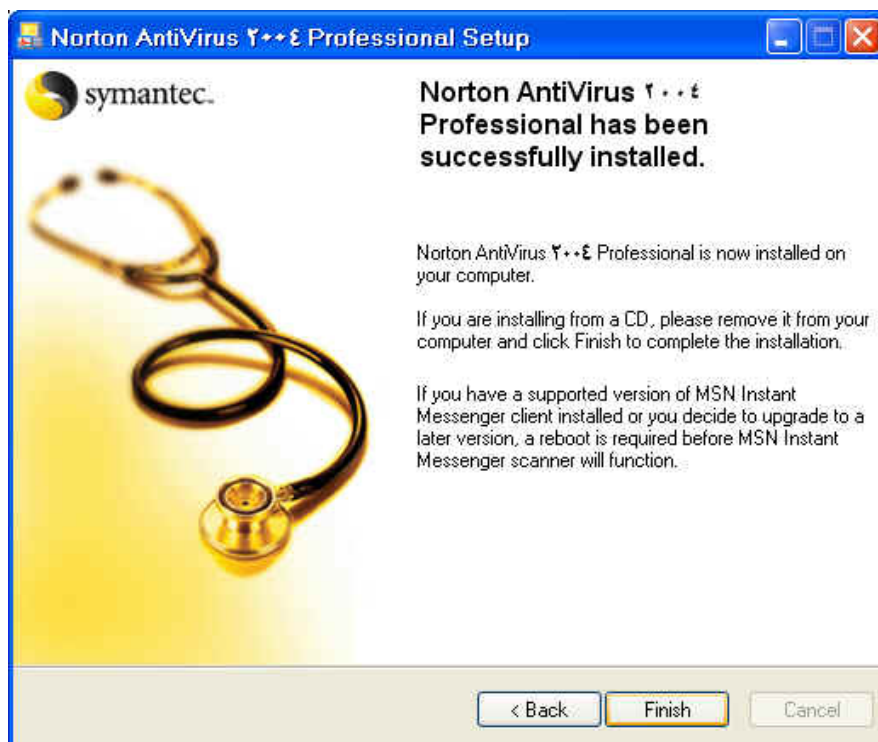 Norton AntiVirus ٢٠٠٤ Professional Setup
symantec.
Norton AntiVirus ٢٠٠٤
Professional has been
successfully installed.
Norton AntiVirus ٢٠٠٤ Professional is now installed on
your computer.
If you are installing from a CD, please remove it from your
computer and click Finish to complete the installation.
If you have a supported version of MSN Instant
Messenger client installed or you decide to upgrade to a
later version, a reboot is required before MSN Instant
Messenger scanner will function.
< Back
Finish
Cancel